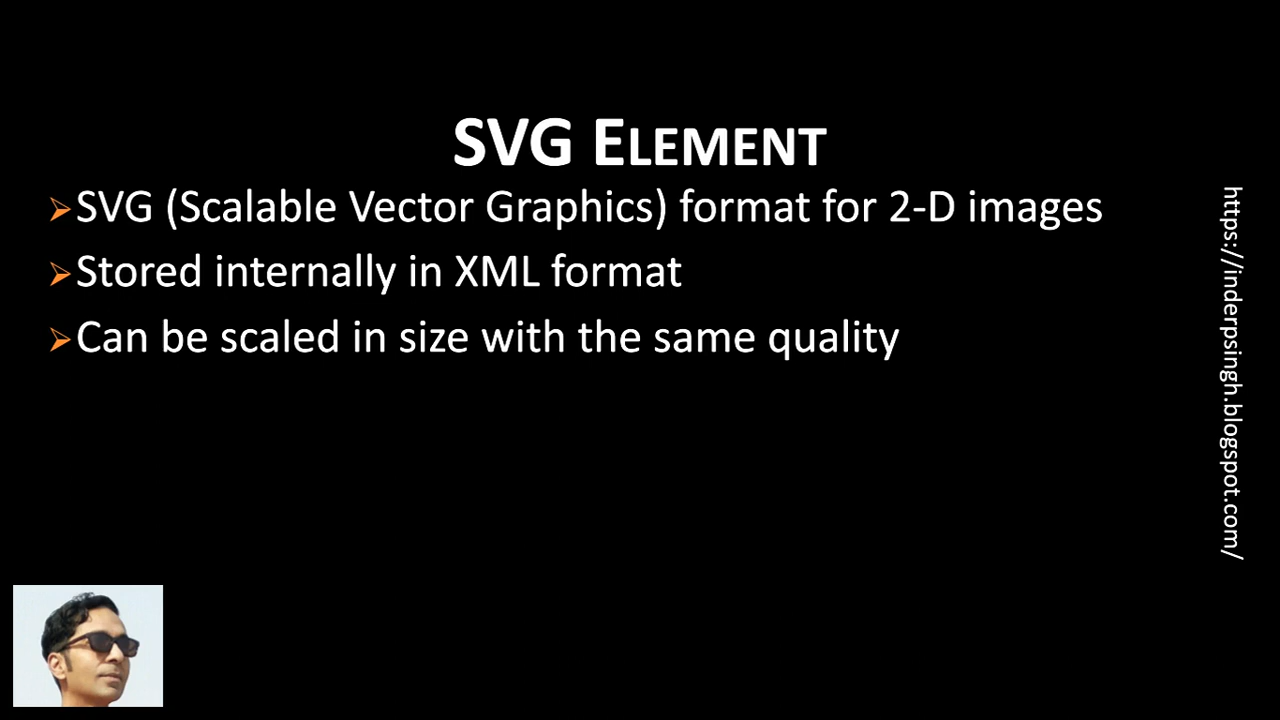 SVG ELEMENT
SVG (Scalable Vector Graphics) format for 2-D images
Stored internally in XML format
Can be scaled in size with the same quality
https://inderpsingh.blogspot.com/